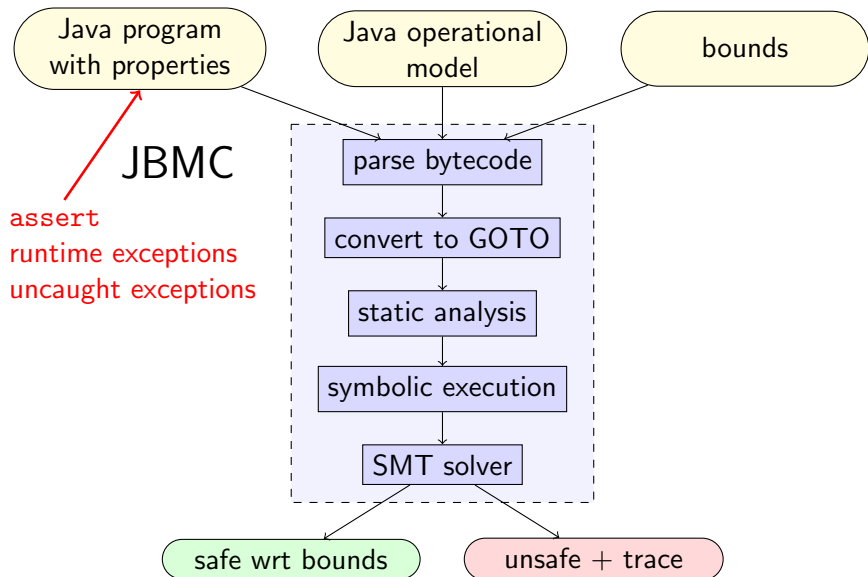 Java program
with properties
Java operational
model
bounds
JBMC
parse bytecode
assert
runtime exceptions
uncaught exceptions
convert to GOTO
static analysis
symbolic execution
SMT solver
safe wrt bounds
unsafe + trace